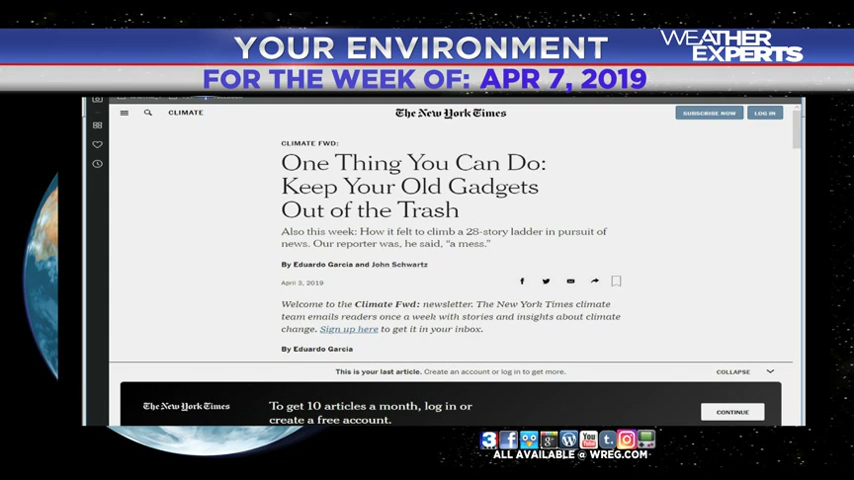 YOUR ENVIRONMENT
WEATHER
EXPERTS
FOR THE WEEK OF: APR 7, 2019
CLIMATE
The New York Times
SUBSCRIBE NOW
LOG IN
CLIMATE FWD:
One Thing You Can Do:
Keep Your Old Gadgets
Out of the Trash
Also this week: How it felt to climb a 28-story ladder in pursuit of
news. Our reporter was, he said, “a mess.”
By Eduardo Garcia and John Schwartz
April 3, 2019
Welcome to the Climate Fwd: newsletter. The New York Times climate
team emails readers once a week with stories and insights about climate
change. Sign up here to get it in your inbox.
By Eduardo Garcia
This is your last article. Create an account or log in to get more.
COLLAPSE
The New York Times
To get 10 articles a month, log in or
create a free account.
CONTINUE
3
You
ALL AVAILABLE @ WREG.COM